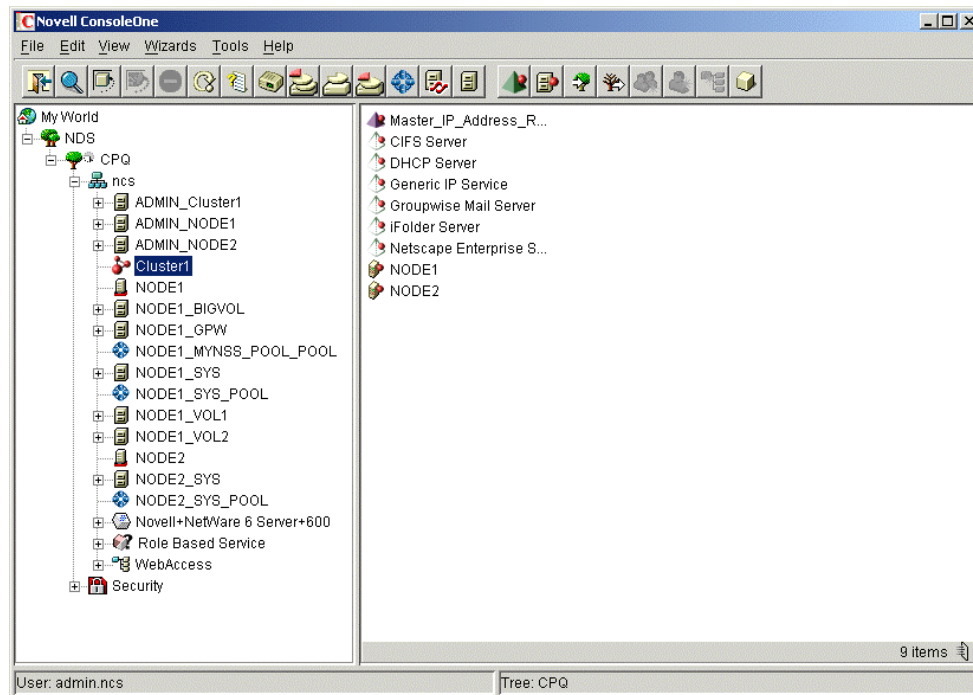 Novell ConsoleOne
File Edit View Wizards Tools Help
My World
NDS
CPQ
ncs
ADMIN_Cluster1
ADMIN_NODE1
ADMIN_NODE2
Cluster1
NODE1
NODE1_BIGVOL
NODE1_GPW
NODE1_MYNSS_POOL_POOL
NODE1_SYS
NODE1_SYS_POOL
NODE1_VOL1
NODE1_VOL2
NODE2
NODE2_SYS
NODE2_SYS_POOL
Novell+NetWare 6 Server+600
Role Based Service
WebAccess
Security
Master_IP_Address_R...
CIFS Server
DHCP Server
Generic IP Service
Groupwise Mail Server
iFolder Server
Netscape Enterprise S...
NODE1
NODE2
9 items
User: admin.ncs
Tree: CPQ